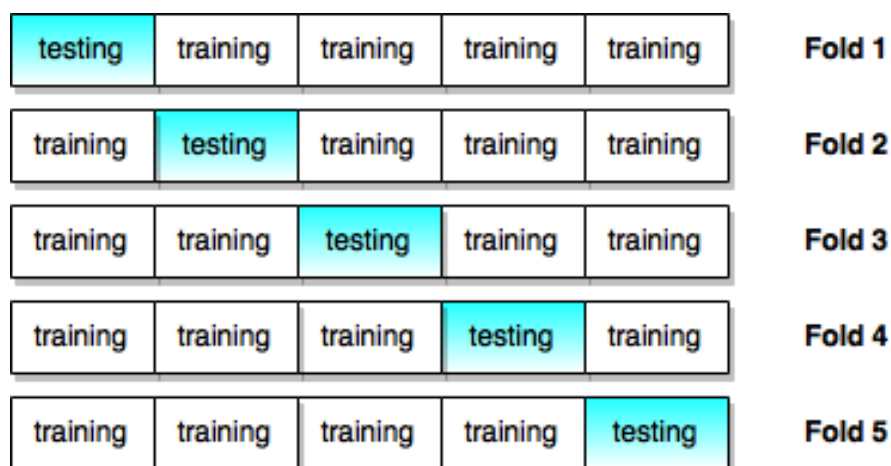 testing training training training training Fold 1
training testing training training training Fold 2
training training testing training training Fold 3
training training training testing training Fold 4
training training training training testing Fold 5